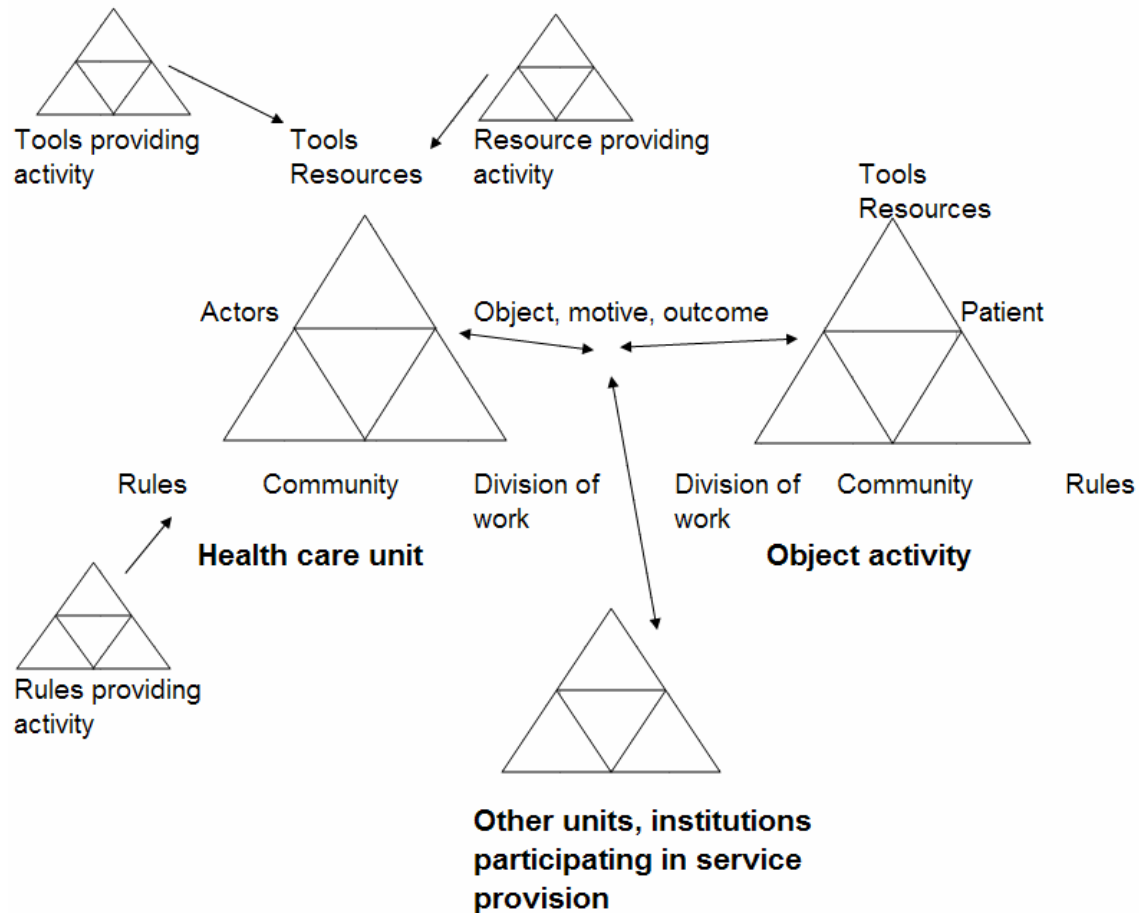 Tools providing
activity
Tools
Resources
Resource providing
activity
Tools
Resources
Actors
Object, motive, outcome
Patient
Rules
Community
Division of
work
Division of
work
Community
Rules
Health care unit
Object activity
Rules providing
activity
Other units, institutions
participating in service
provision